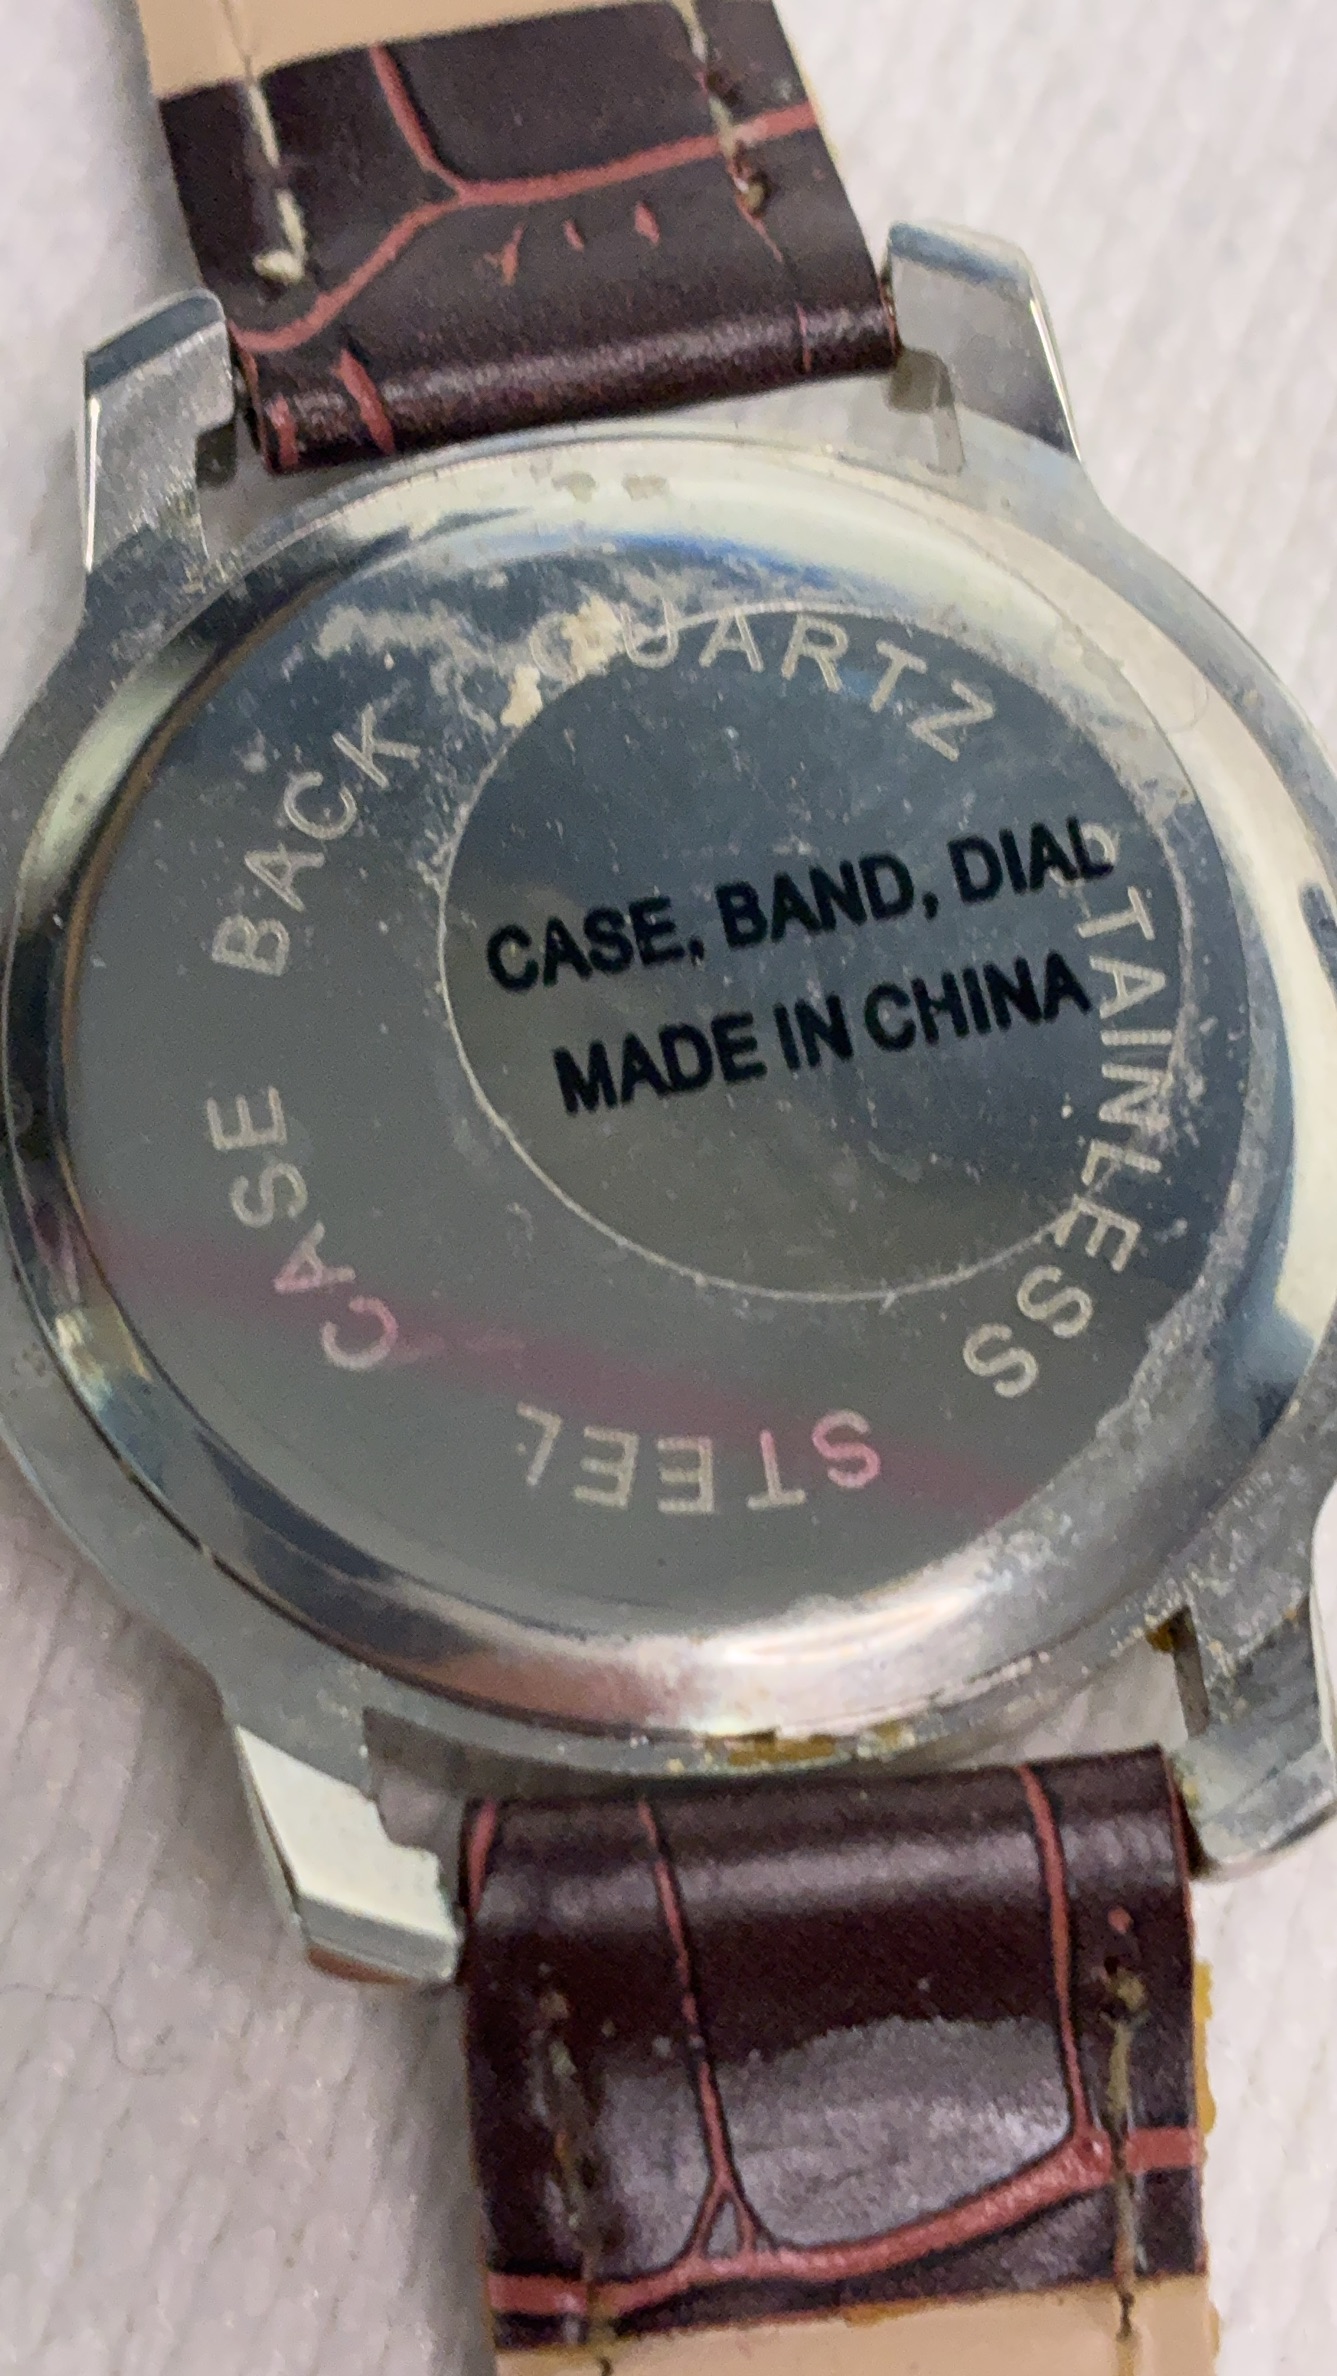 QUARTZ STAINLESS STEEL CASE BACK
CASE, BAND, DIAL
MADE IN CHINA